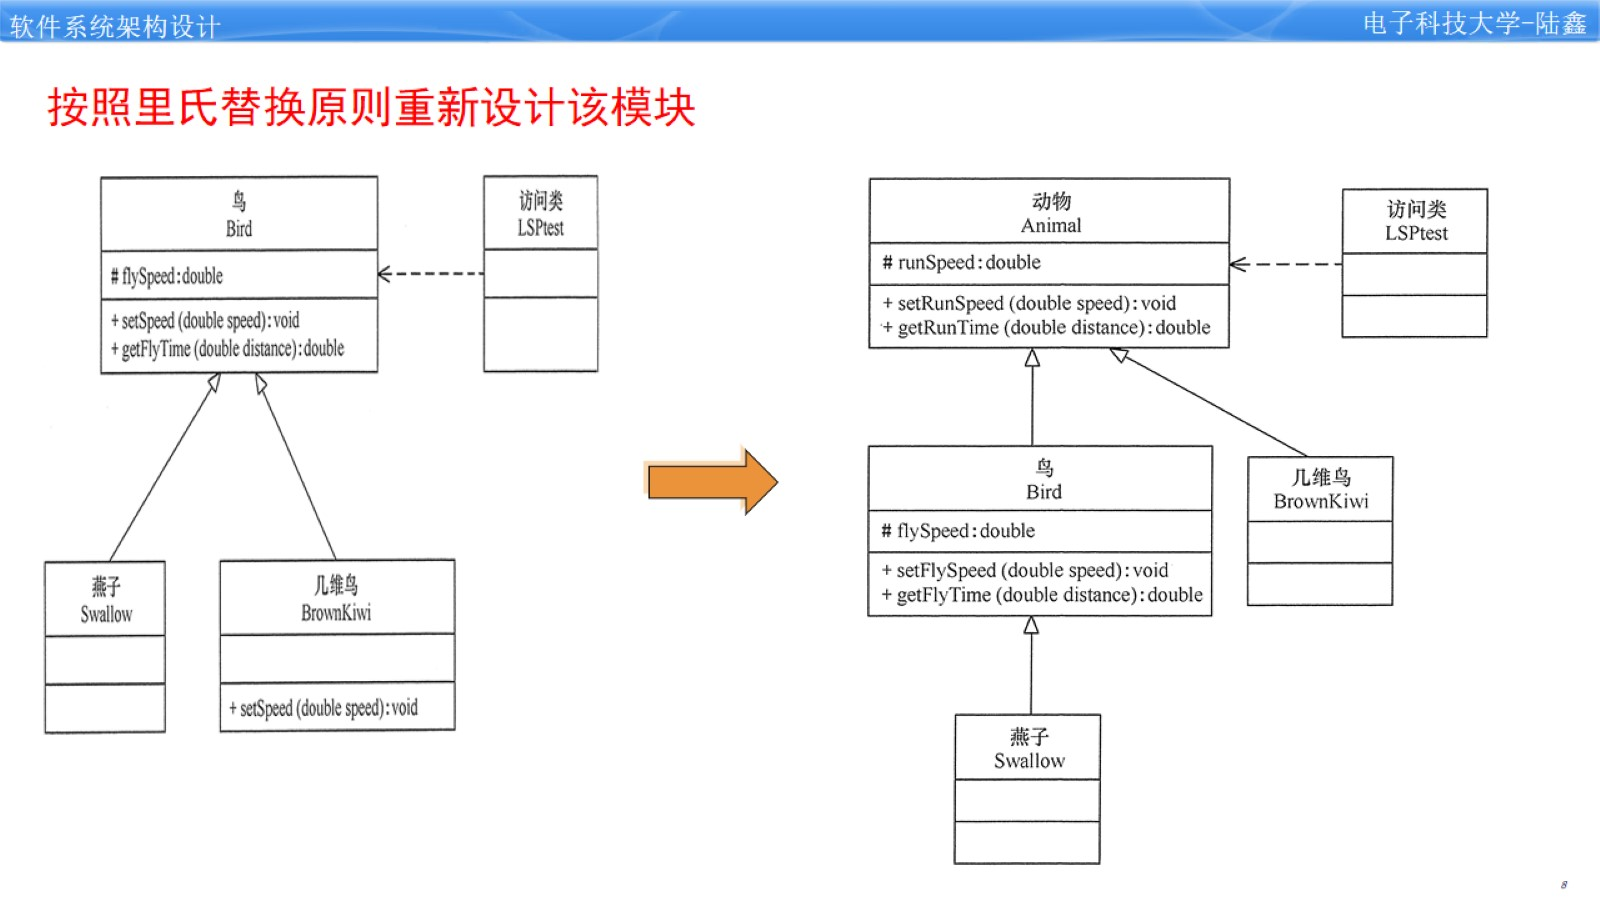 软件系统架构设计
电子科技大学-陆鑫
按照里氏替换原则重新设计该模块
鸟
Bird
# flySpeed:double
+ setSpeed (double speed):void
+ getFlyTime (double distance):double
访问类
LSPtest
燕子
Swallow
几维鸟
BrownKiwi
+ setSpeed (double speed):void
动物
Animal
# runSpeed:double
+ setRunSpeed (double speed):void
+ getRunTime (double distance):double
访问类
LSPtest
鸟
Bird
# flySpeed:double
+ setFlySpeed (double speed):void
+ getFlyTime (double distance):double
几维鸟
BrownKiwi
燕子
Swallow
8